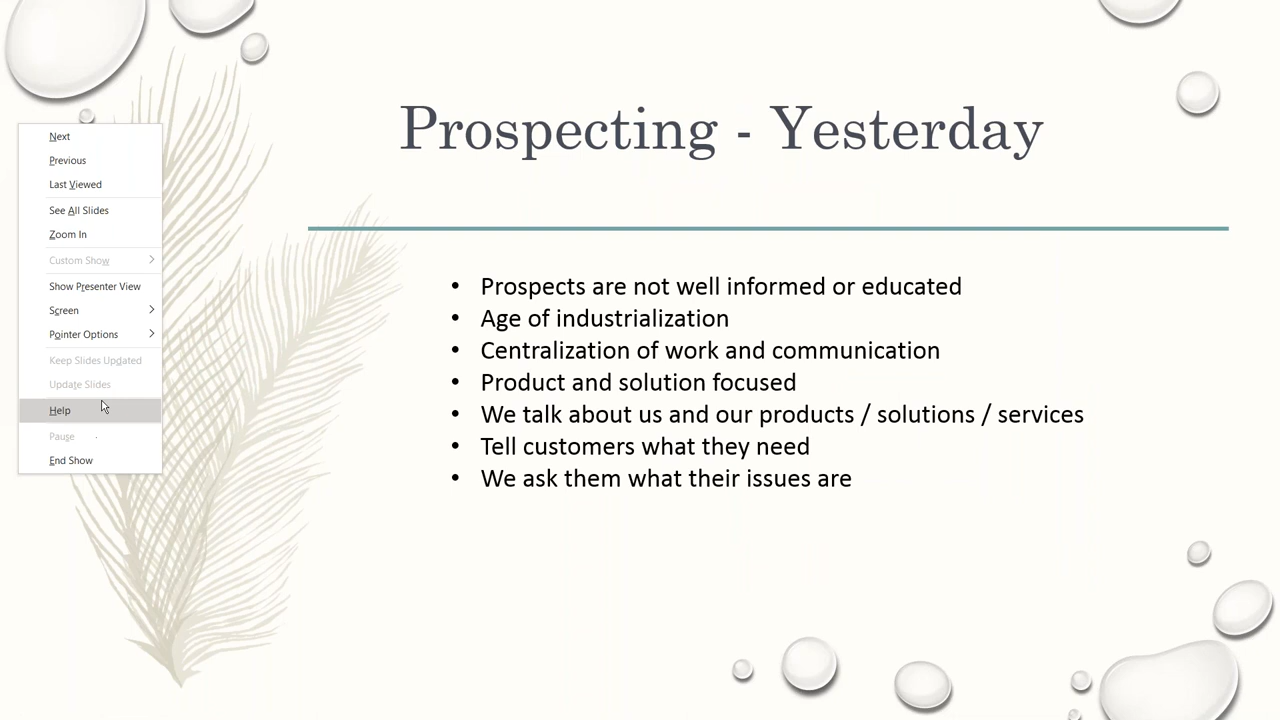 Prospecting - Yesterday
Next
Previous
Last Viewed
See All Slides
Zoom In
Custom Show
Show Presenter View
Screen
Pointer Options
Keep Slides Updated
Update Slides
Help
Pause
End Show
• Prospects are not well informed or educated
• Age of industrialization
• Centralization of work and communication
• Product and solution focused
• We talk about us and our products / solutions / services
• Tell customers what they need
• We ask them what their issues are